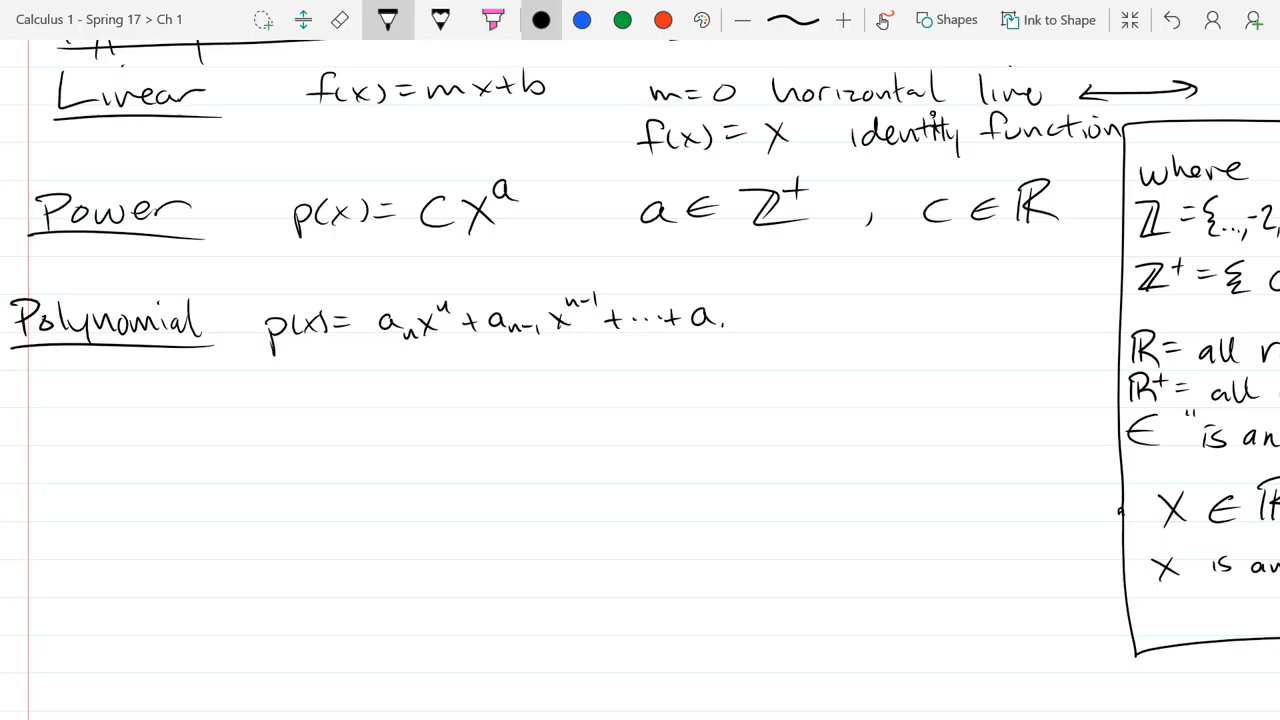 Calculus 1 - Spring 17 > Ch 1 Shapes Ink to Shape
Linear f(x) = mx+b m=0 horizontal line
f(x) = x identity function
Power p(x) = Cx^a a ∈ ℤ^+ , c ∈ ℝ
where
ℤ = {..., -2,
ℤ^+ = {
Polynomial p(x) = a_n x^n + a_{n-1} x^{n-1} + ... + a
ℝ = all r
ℝ^+ = all
∈ "is an
x ∈ ℝ
x is an